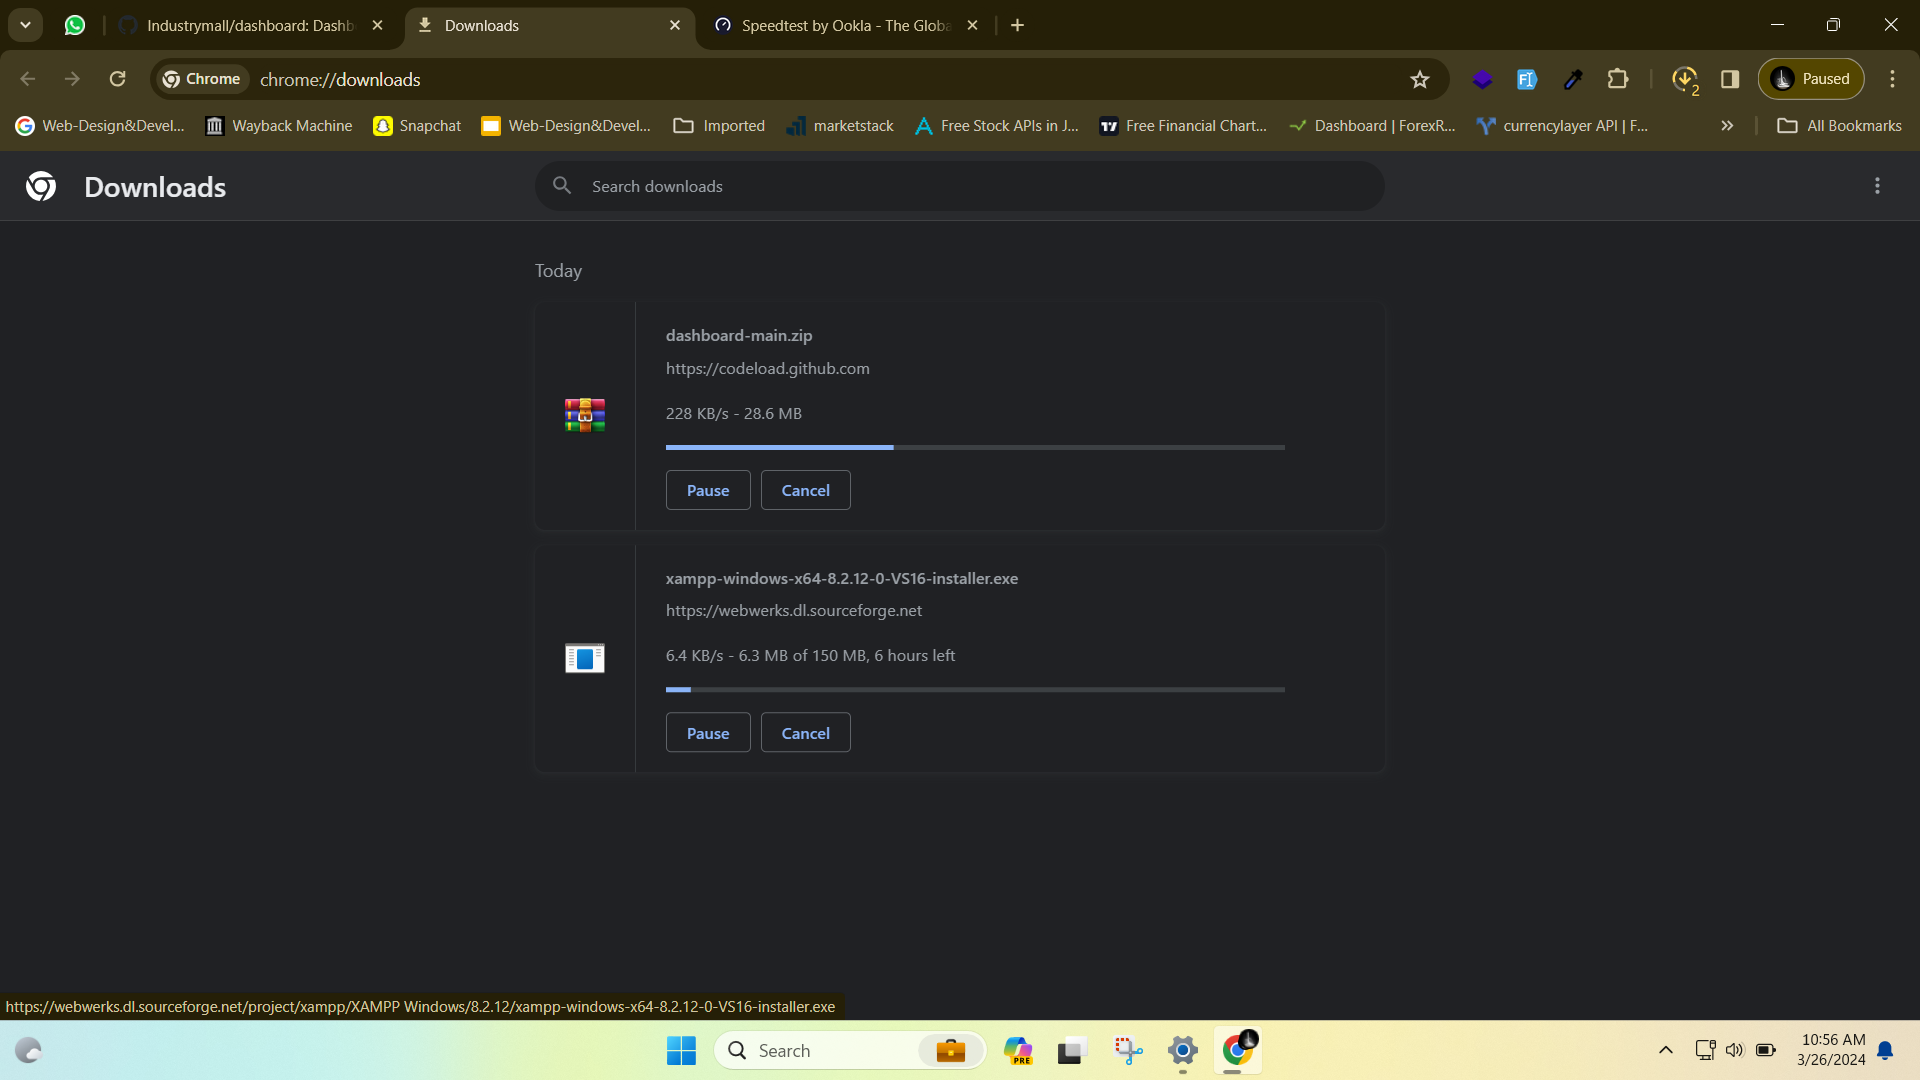 Industrymall/dashboard: Dashb
Downloads
Speedtest by Ookla - The Globa
Chrome
chrome://downloads
2
Paused
Web-Design&Devel...
Wayback Machine
Snapchat
Web-Design&Devel...
Imported
marketstack
Free Stock APIs in J...
Free Financial Chart...
Dashboard | ForexR...
currencylayer API | F...
All Bookmarks
Downloads
Search downloads
Today
dashboard-main.zip
https://codeload.github.com
228 KB/s - 28.6 MB
Pause
Cancel
xampp-windows-x64-8.2.12-0-VS16-installer.exe
https://webwerks.dl.sourceforge.net
6.4 KB/s - 6.3 MB of 150 MB, 6 hours left
Pause
Cancel
https://webwerks.dl.sourceforge.net/project/xampp/XAMPP Windows/8.2.12/xampp-windows-x64-8.2.12-0-VS16-installer.exe
Search
PRE
10:56 AM
3/26/2024